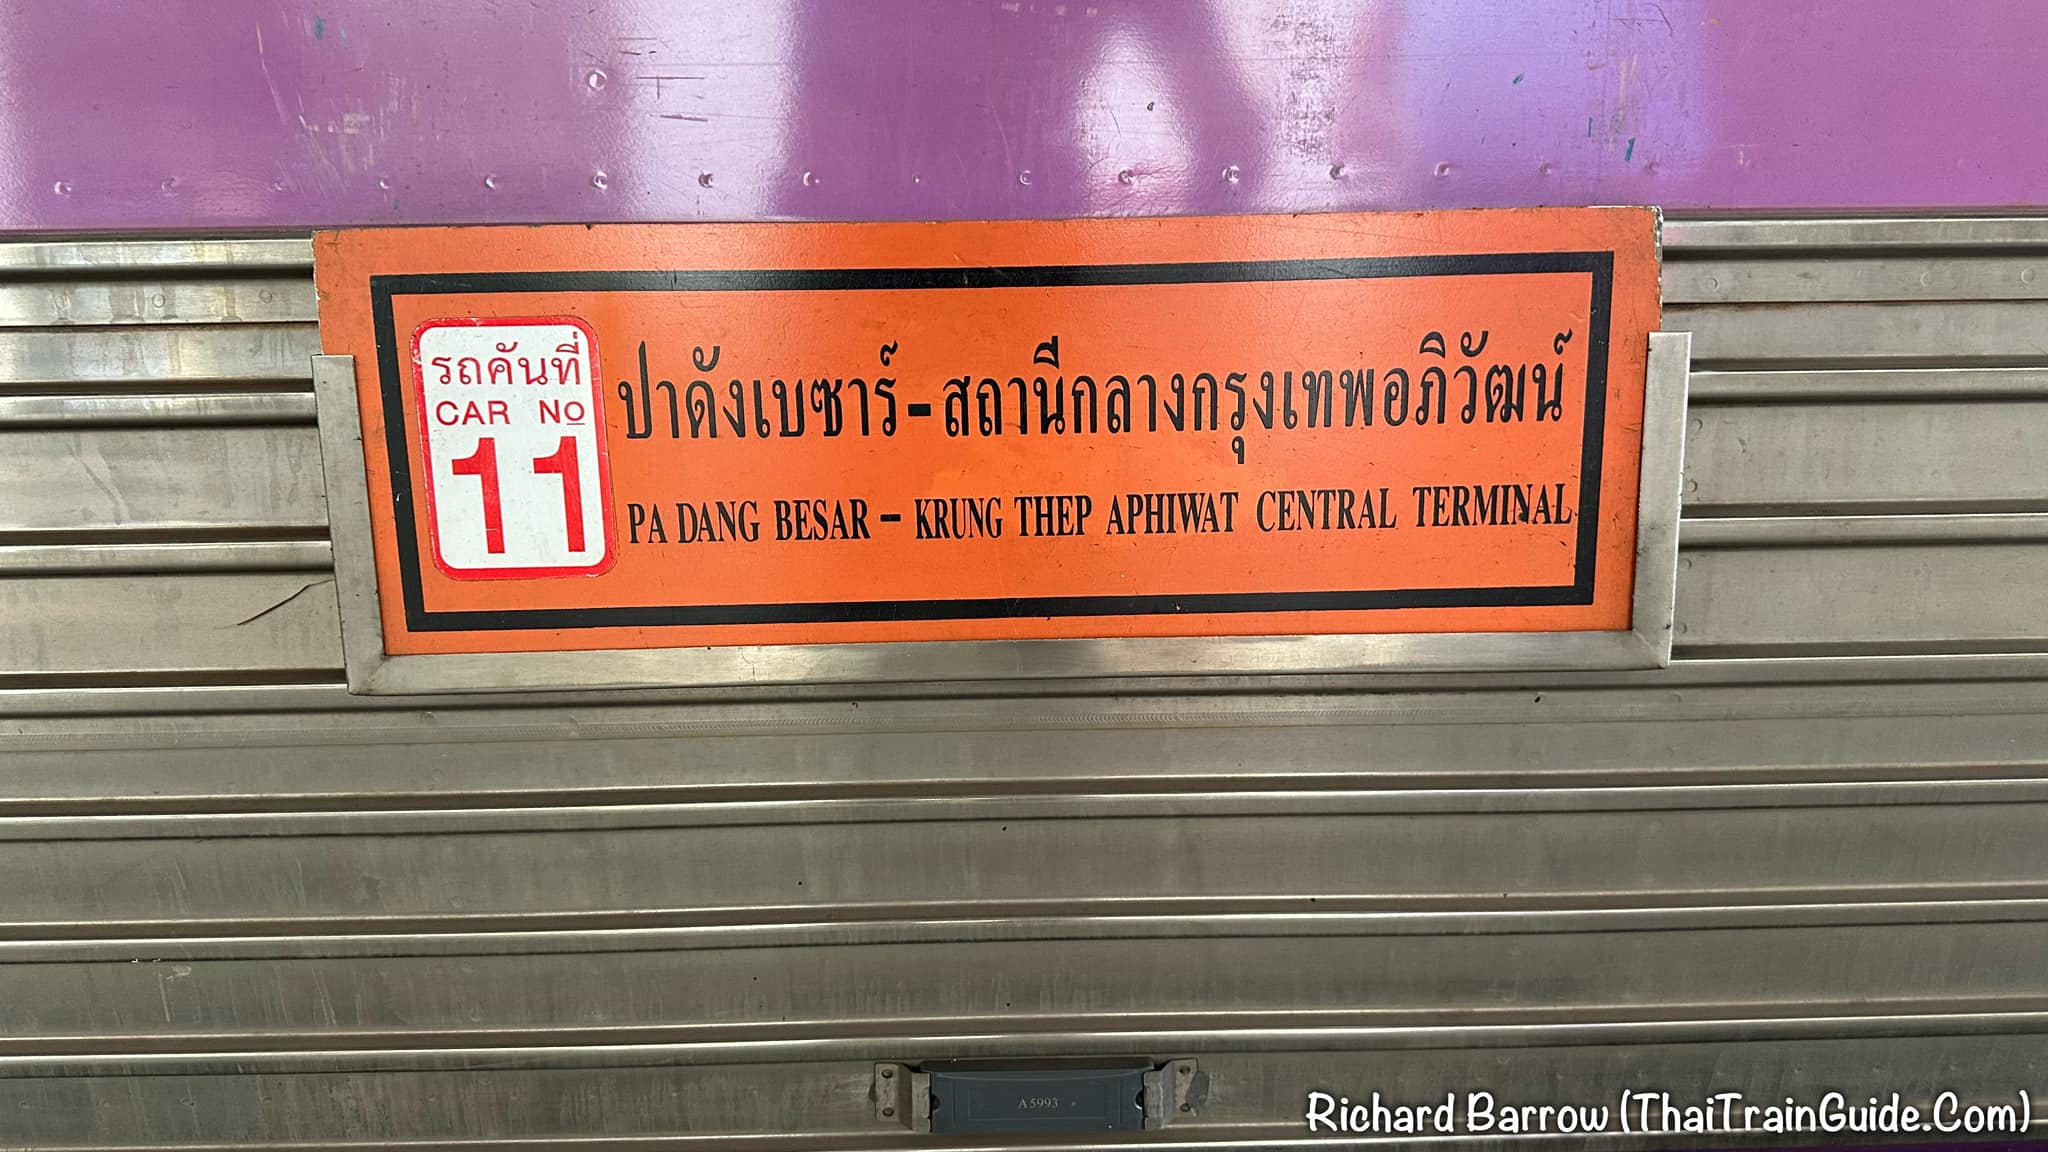 รถคันที่
CAR NO
11
ปาดังเบซาร์-สถานีกลางกรุงเทพอภิวัฒน์
PA DANG BESAR - KRUNG THEP APHIWAT CENTRAL TERMINAL
A 5993
Richard Barrow (ThaiTrainGuide.Com)